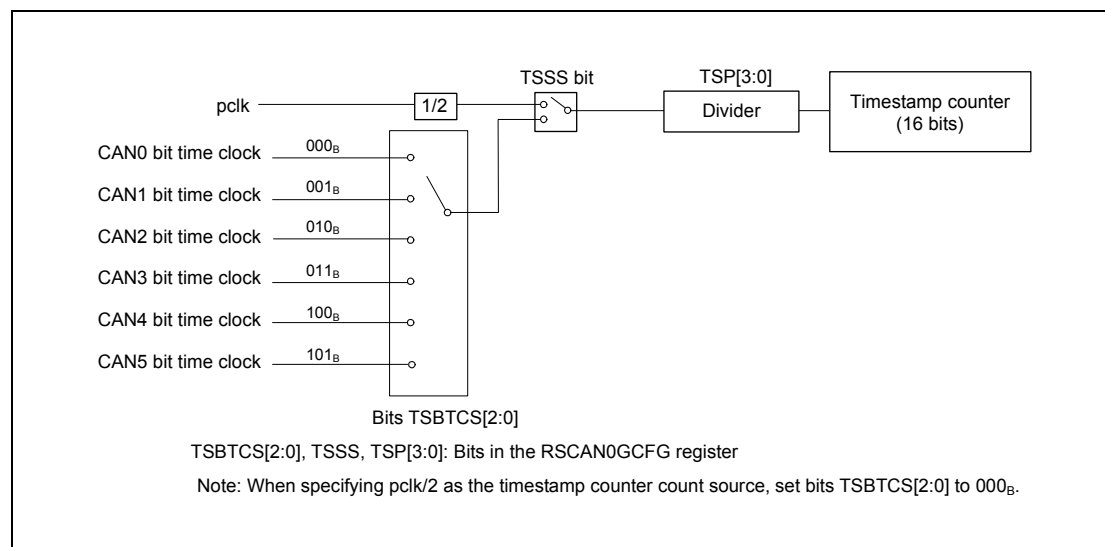 TSSS bit
TSP[3:0]
pclk
1/2
Divider
Timestamp counter
(16 bits)
CAN0 bit time clock
000B
CAN1 bit time clock
001B
CAN2 bit time clock
010B
CAN3 bit time clock
011B
CAN4 bit time clock
100B
CAN5 bit time clock
101B
Bits TSBTCS[2:0]
TSBTCS[2:0], TSSS, TSP[3:0]: Bits in the RSCAN0GCFG register
Note: When specifying pclk/2 as the timestamp counter count source, set bits TSBTCS[2:0] to 000B.